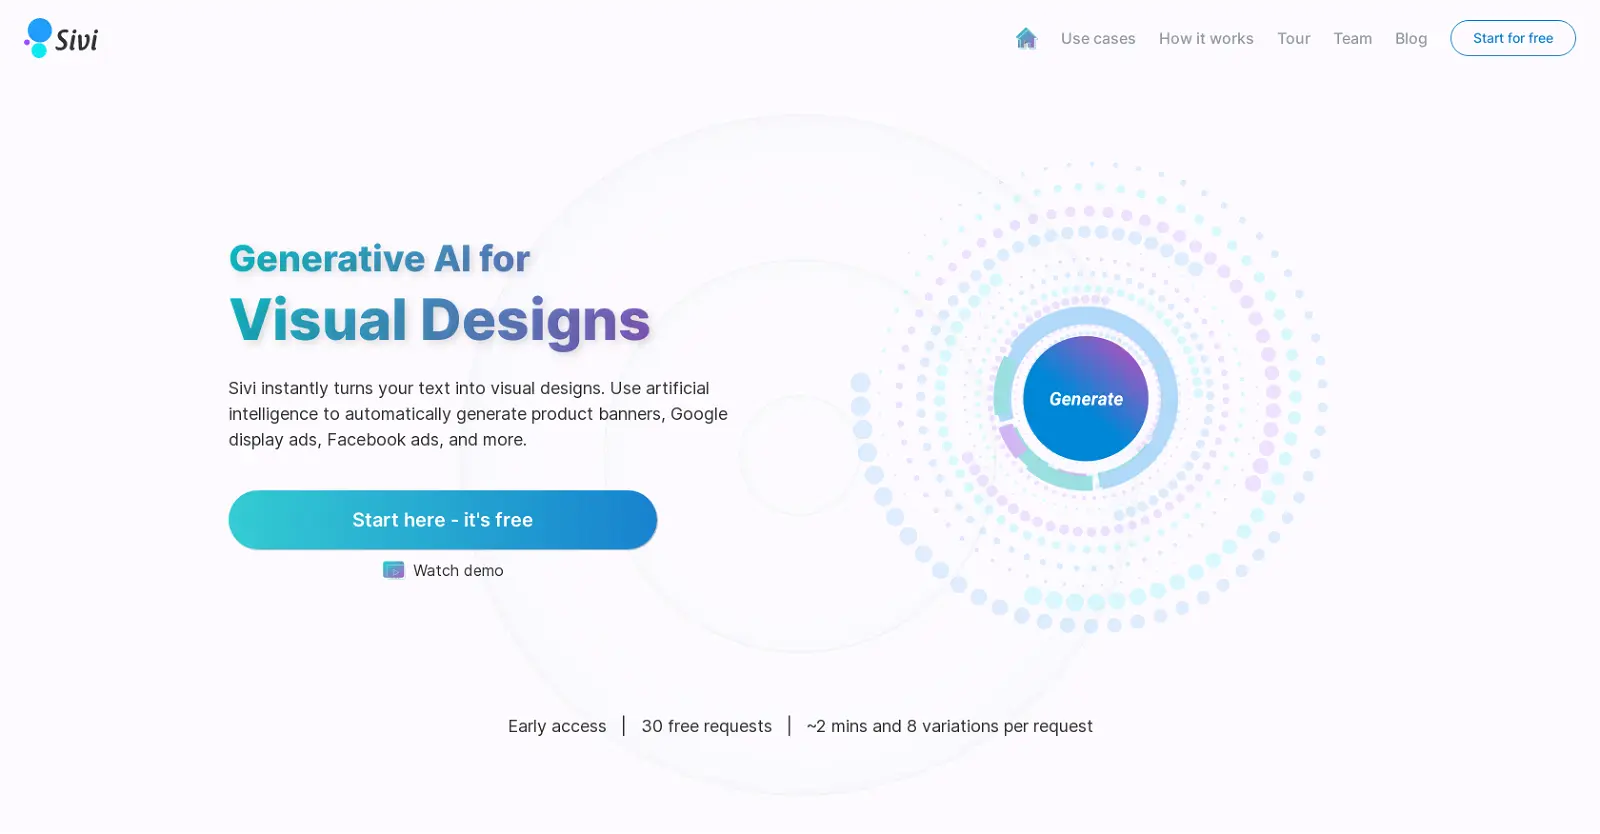 Sivi
Use cases
How it works
Tour
Team
Blog
Start for free
Generative AI for
Visual Designs
Sivi instantly turns your text into visual designs. Use artificial
intelligence to automatically generate product banners, Google
display ads, Facebook ads, and more.
Start here - it's free
Watch demo
Generate
Early access | 30 free requests | ~2 mins and 8 variations per request